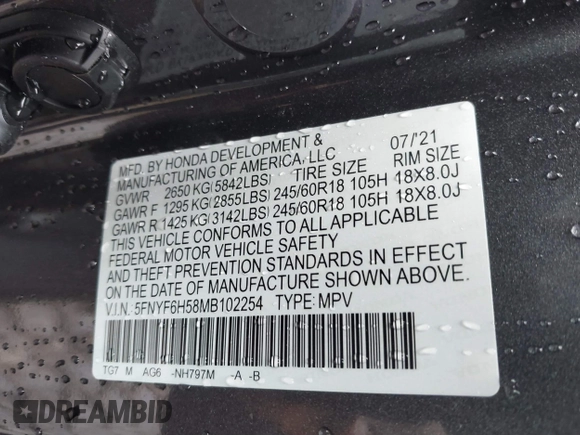 MFD. BY HONDA DEVELOPMENT & 07/'21
MANUFACTURING OF AMERICA, LLC
GVWR 2650 KG(5842LBS) TIRE SIZE RIM SIZE
GAWR F 1295 KG(2855LBS) 245/60R18 105H 18X8.0J
GAWR R 1425 KG(3142LBS) 245/60R18 105H 18X8.0J
THIS VEHICLE CONFORMS TO ALL APPLICABLE
FEDERAL MOTOR VEHICLE SAFETY
AND THEFT PREVENTION STANDARDS IN EFFECT
ON THE DATE OF MANUFACTURE SHOWN ABOVE.
V.I.N. 5FNYF6H58MB102254 TYPE: MPV
TG7 M AG6 -NH797M -A -B
DREAMBID